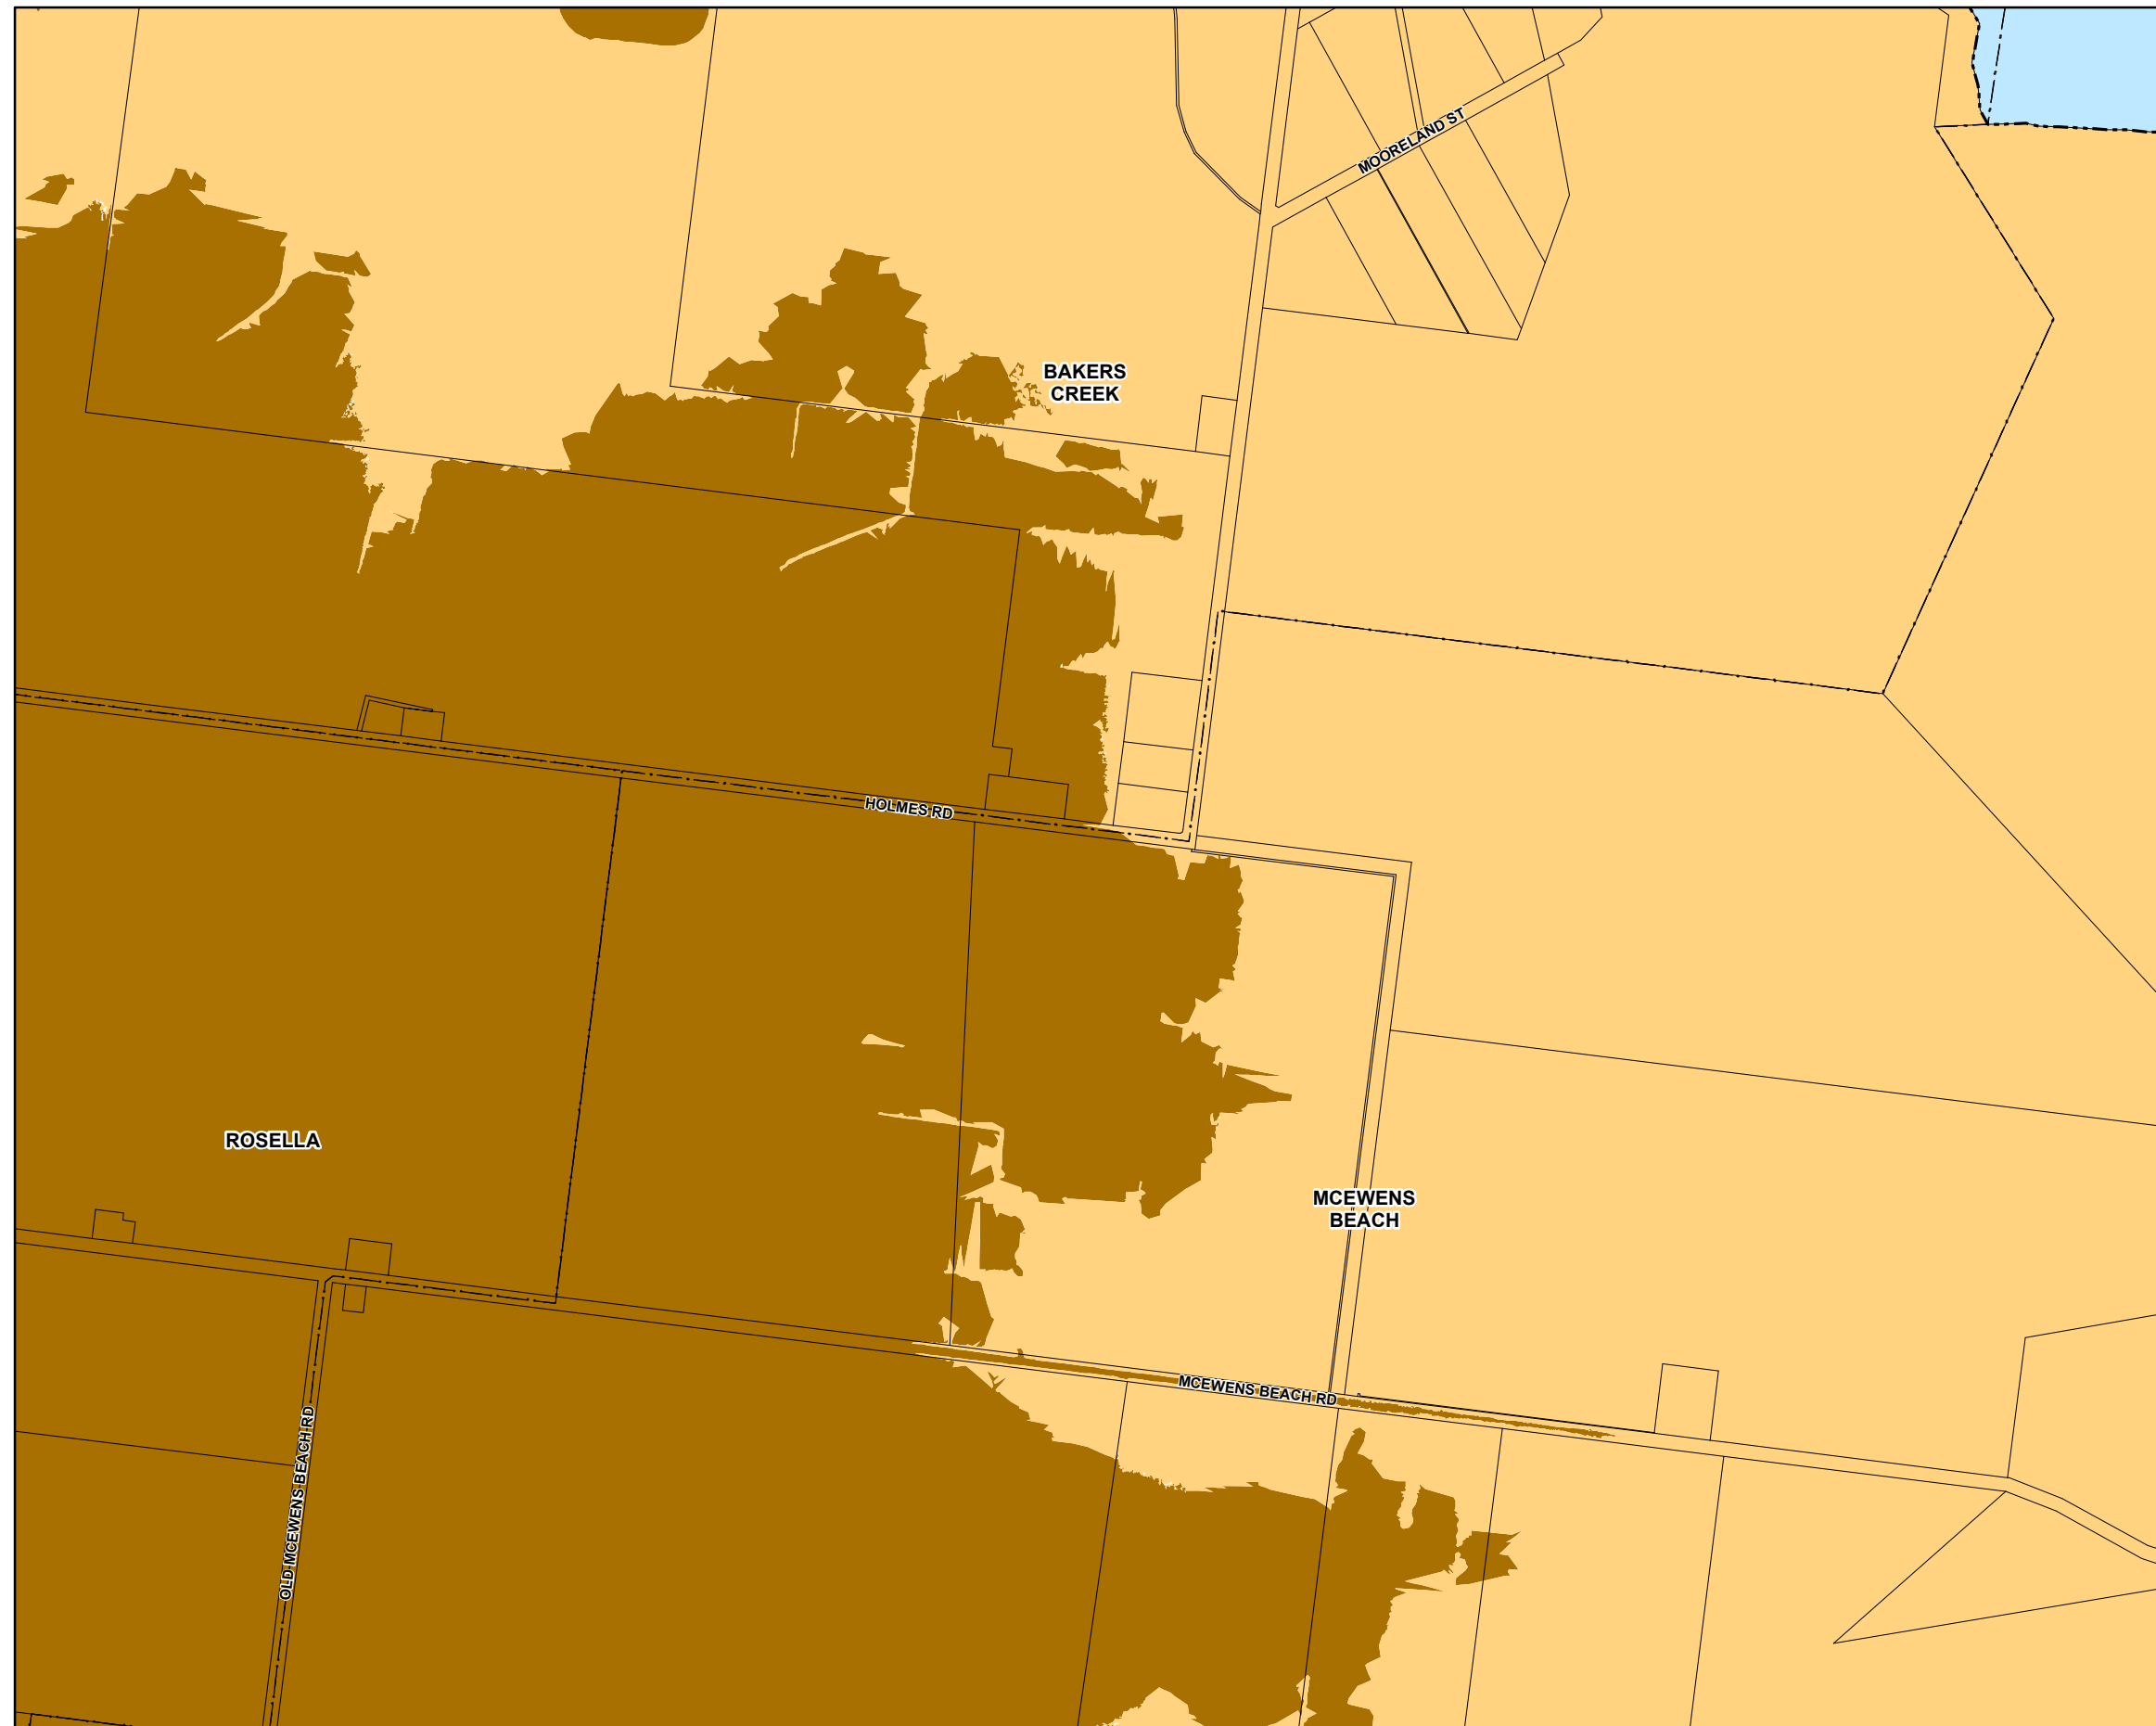 MOORELAND ST
BAKERS
CREEK
HOLMES RD
ROSELLA
MCEWENS
BEACH
MCEWENS BEACH RD
OLD MCEWENS BEACH RD